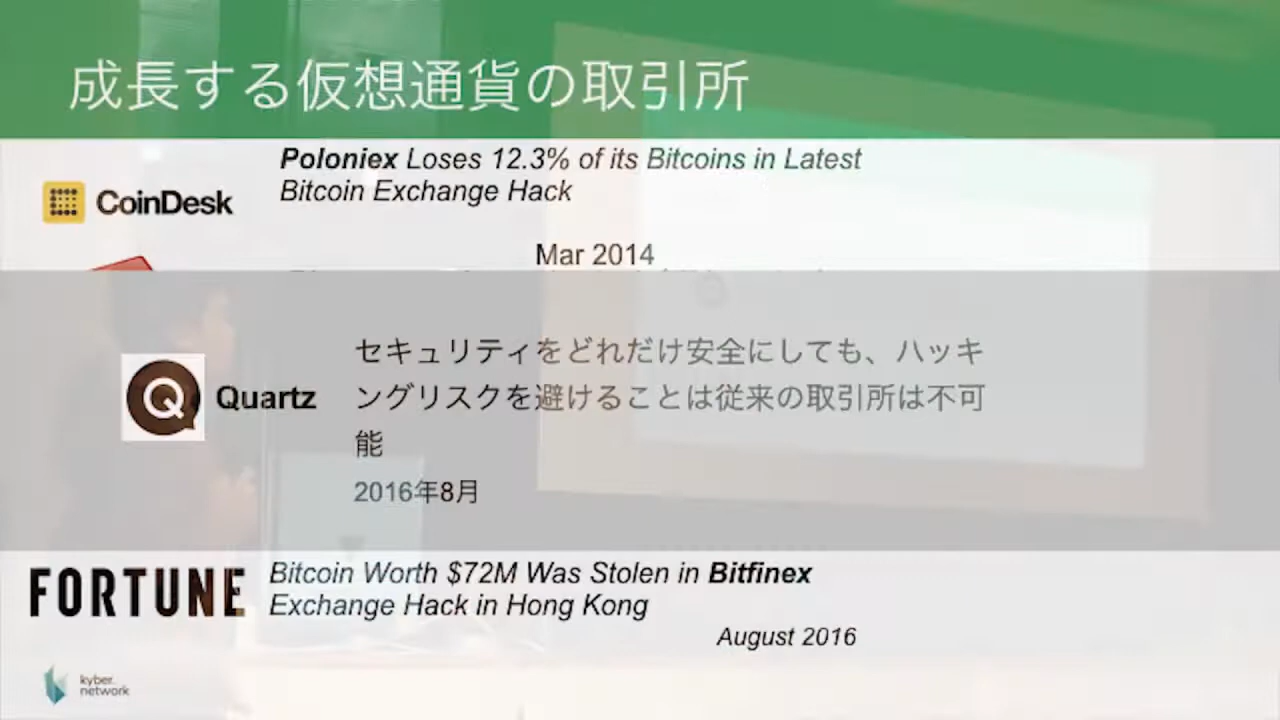 成長する仮想通貨の取引所
Poloniex Loses 12.3% of its Bitcoins in Latest
CoinDesk
Bitcoin Exchange Hack
Mar 2014
セキュリティをどれだけ安全にしても、ハッキ
Quartz
ングリスクを避けることは従来の取引所は不可
能
2016年8月
FORTUNE
Bitcoin Worth $72M Was Stolen in Bitfinex
Exchange Hack in Hong Kong
August 2016
kyber.
network